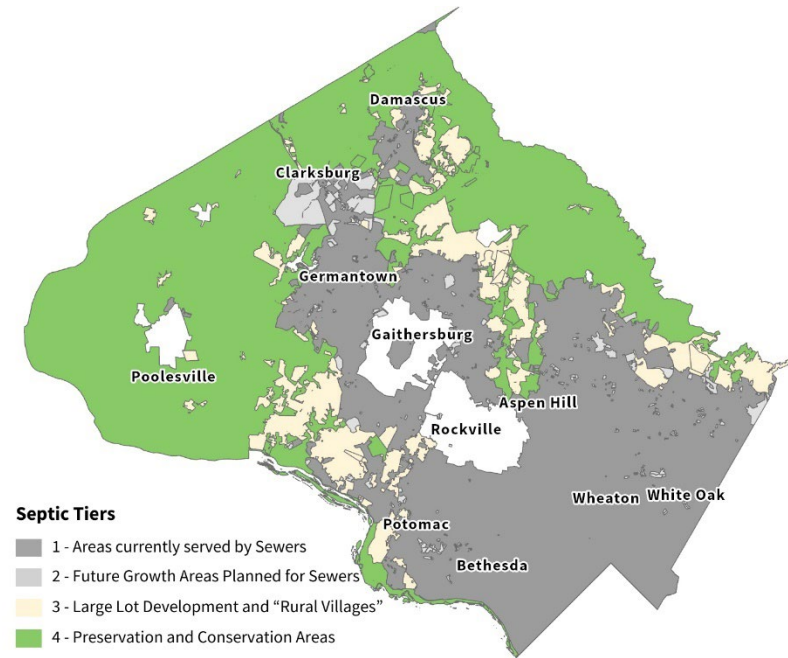 Damascus
Clarksburg
Germantown
Gaithersburg
Poolesville
Aspen Hill
Rockville
Wheaton
White Oak
Potomac
Bethesda
Septic Tiers
1 - Areas currently served by Sewers
2 - Future Growth Areas Planned for Sewers
3 - Large Lot Development and “Rural Villages”
4 - Preservation and Conservation Areas